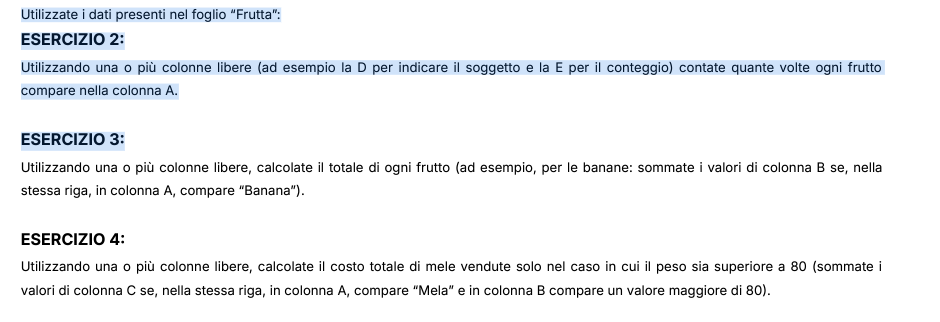 Utilizzate i dati presenti nel foglio “Frutta”:
ESERCIZIO 2:
Utilizzando una o più colonne libere (ad esempio la D per indicare il soggetto e la E per il conteggio) contate quante volte ogni frutto
compare nella colonna A.
ESERCIZIO 3:
Utilizzando una o più colonne libere, calcolate il totale di ogni frutto (ad esempio, per le banane: sommate i valori di colonna B se, nella
stessa riga, in colonna A, compare “Banana”).
ESERCIZIO 4:
Utilizzando una o più colonne libere, calcolate il costo totale di mele vendute solo nel caso in cui il peso sia superiore a 80 (sommate i
valori di colonna C se, nella stessa riga, in colonna A, compare “Mela” e in colonna B compare un valore maggiore di 80).